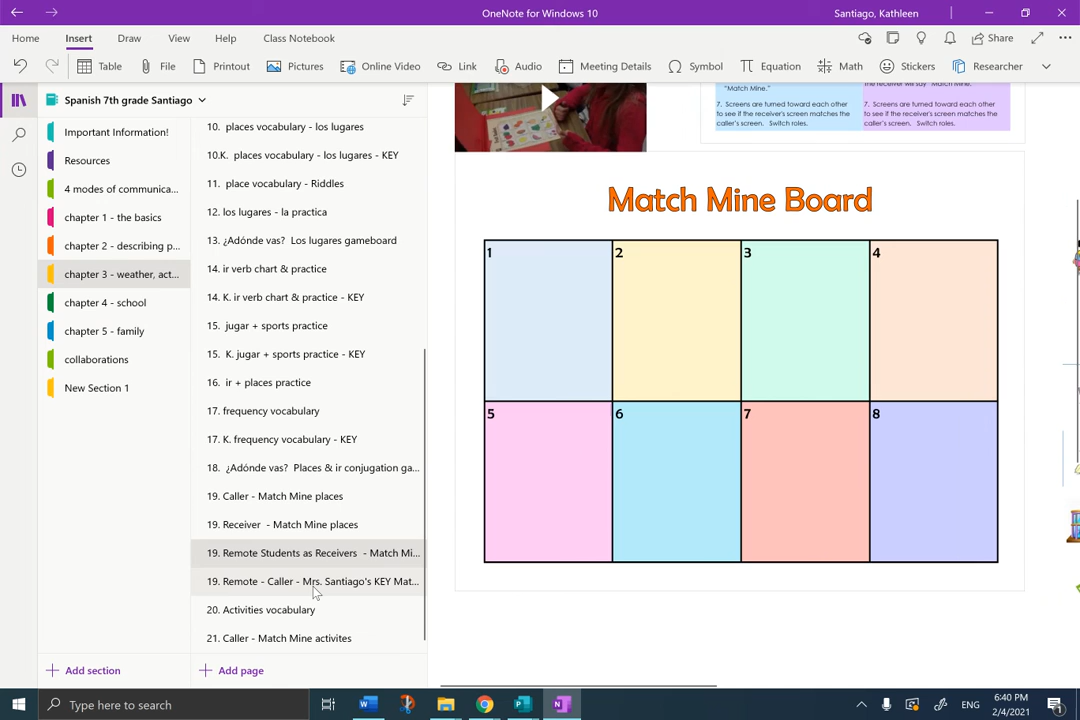 OneNote for Windows 10
Santiago, Kathleen
Home
Insert
Draw
View
Help
Class Notebook
Share
Table
File
Printout
Pictures
Online Video
Link
Audio
Meeting Details
Symbol
Equation
Math
Stickers
Researcher
Spanish 7th grade Santiago
Important Information!
Resources
4 modes of communica...
chapter 1 - the basics
chapter 2 - describing p...
chapter 3 - weather, act...
chapter 4 - school
chapter 5 - family
collaborations
New Section 1
Add section
10. places vocabulary - los lugares
10.K. places vocabulary - los lugares - KEY
11. place vocabulary - Riddles
12. los lugares - la practica
13. ¿Adónde vas? Los lugares gameboard
14. ir verb chart & practice
14. K. ir verb chart & practice - KEY
15. jugar + sports practice
15. K. jugar + sports practice - KEY
16. ir + places practice
17. frequency vocabulary
17. K. frequency vocabulary - KEY
18. ¿Adónde vas? Places & ir conjugation ga...
19. Caller - Match Mine places
19. Receiver - Match Mine places
19. Remote Students as Receivers - Match Mi...
19. Remote - Caller - Mrs. Santiago's KEY Mat...
20. Activities vocabulary
21. Caller - Match Mine activites
Add page
"Match Mine."
7. Screens are turned toward each other
to see if the receiver's screen matches the
caller's screen. Switch roles.
the receiver will say "Match Mine."
7. Screens are turned toward each other
to see if the receiver's screen matches the
caller's screen. Switch roles.
Match Mine Board
1
2
3
4
5
6
7
8
Type here to search
ENG
6:40 PM
2/4/2021
1